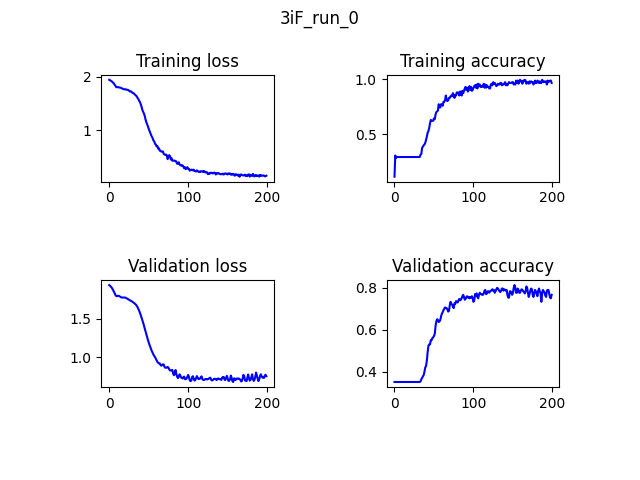 3iF_run_0
Training loss
Training accuracy
2
1
0 100 200
1.0
0.5
0 100 200
Validation loss
Validation accuracy
1.5
1.0
0 100 200
0.8
0.6
0.4
0 100 200